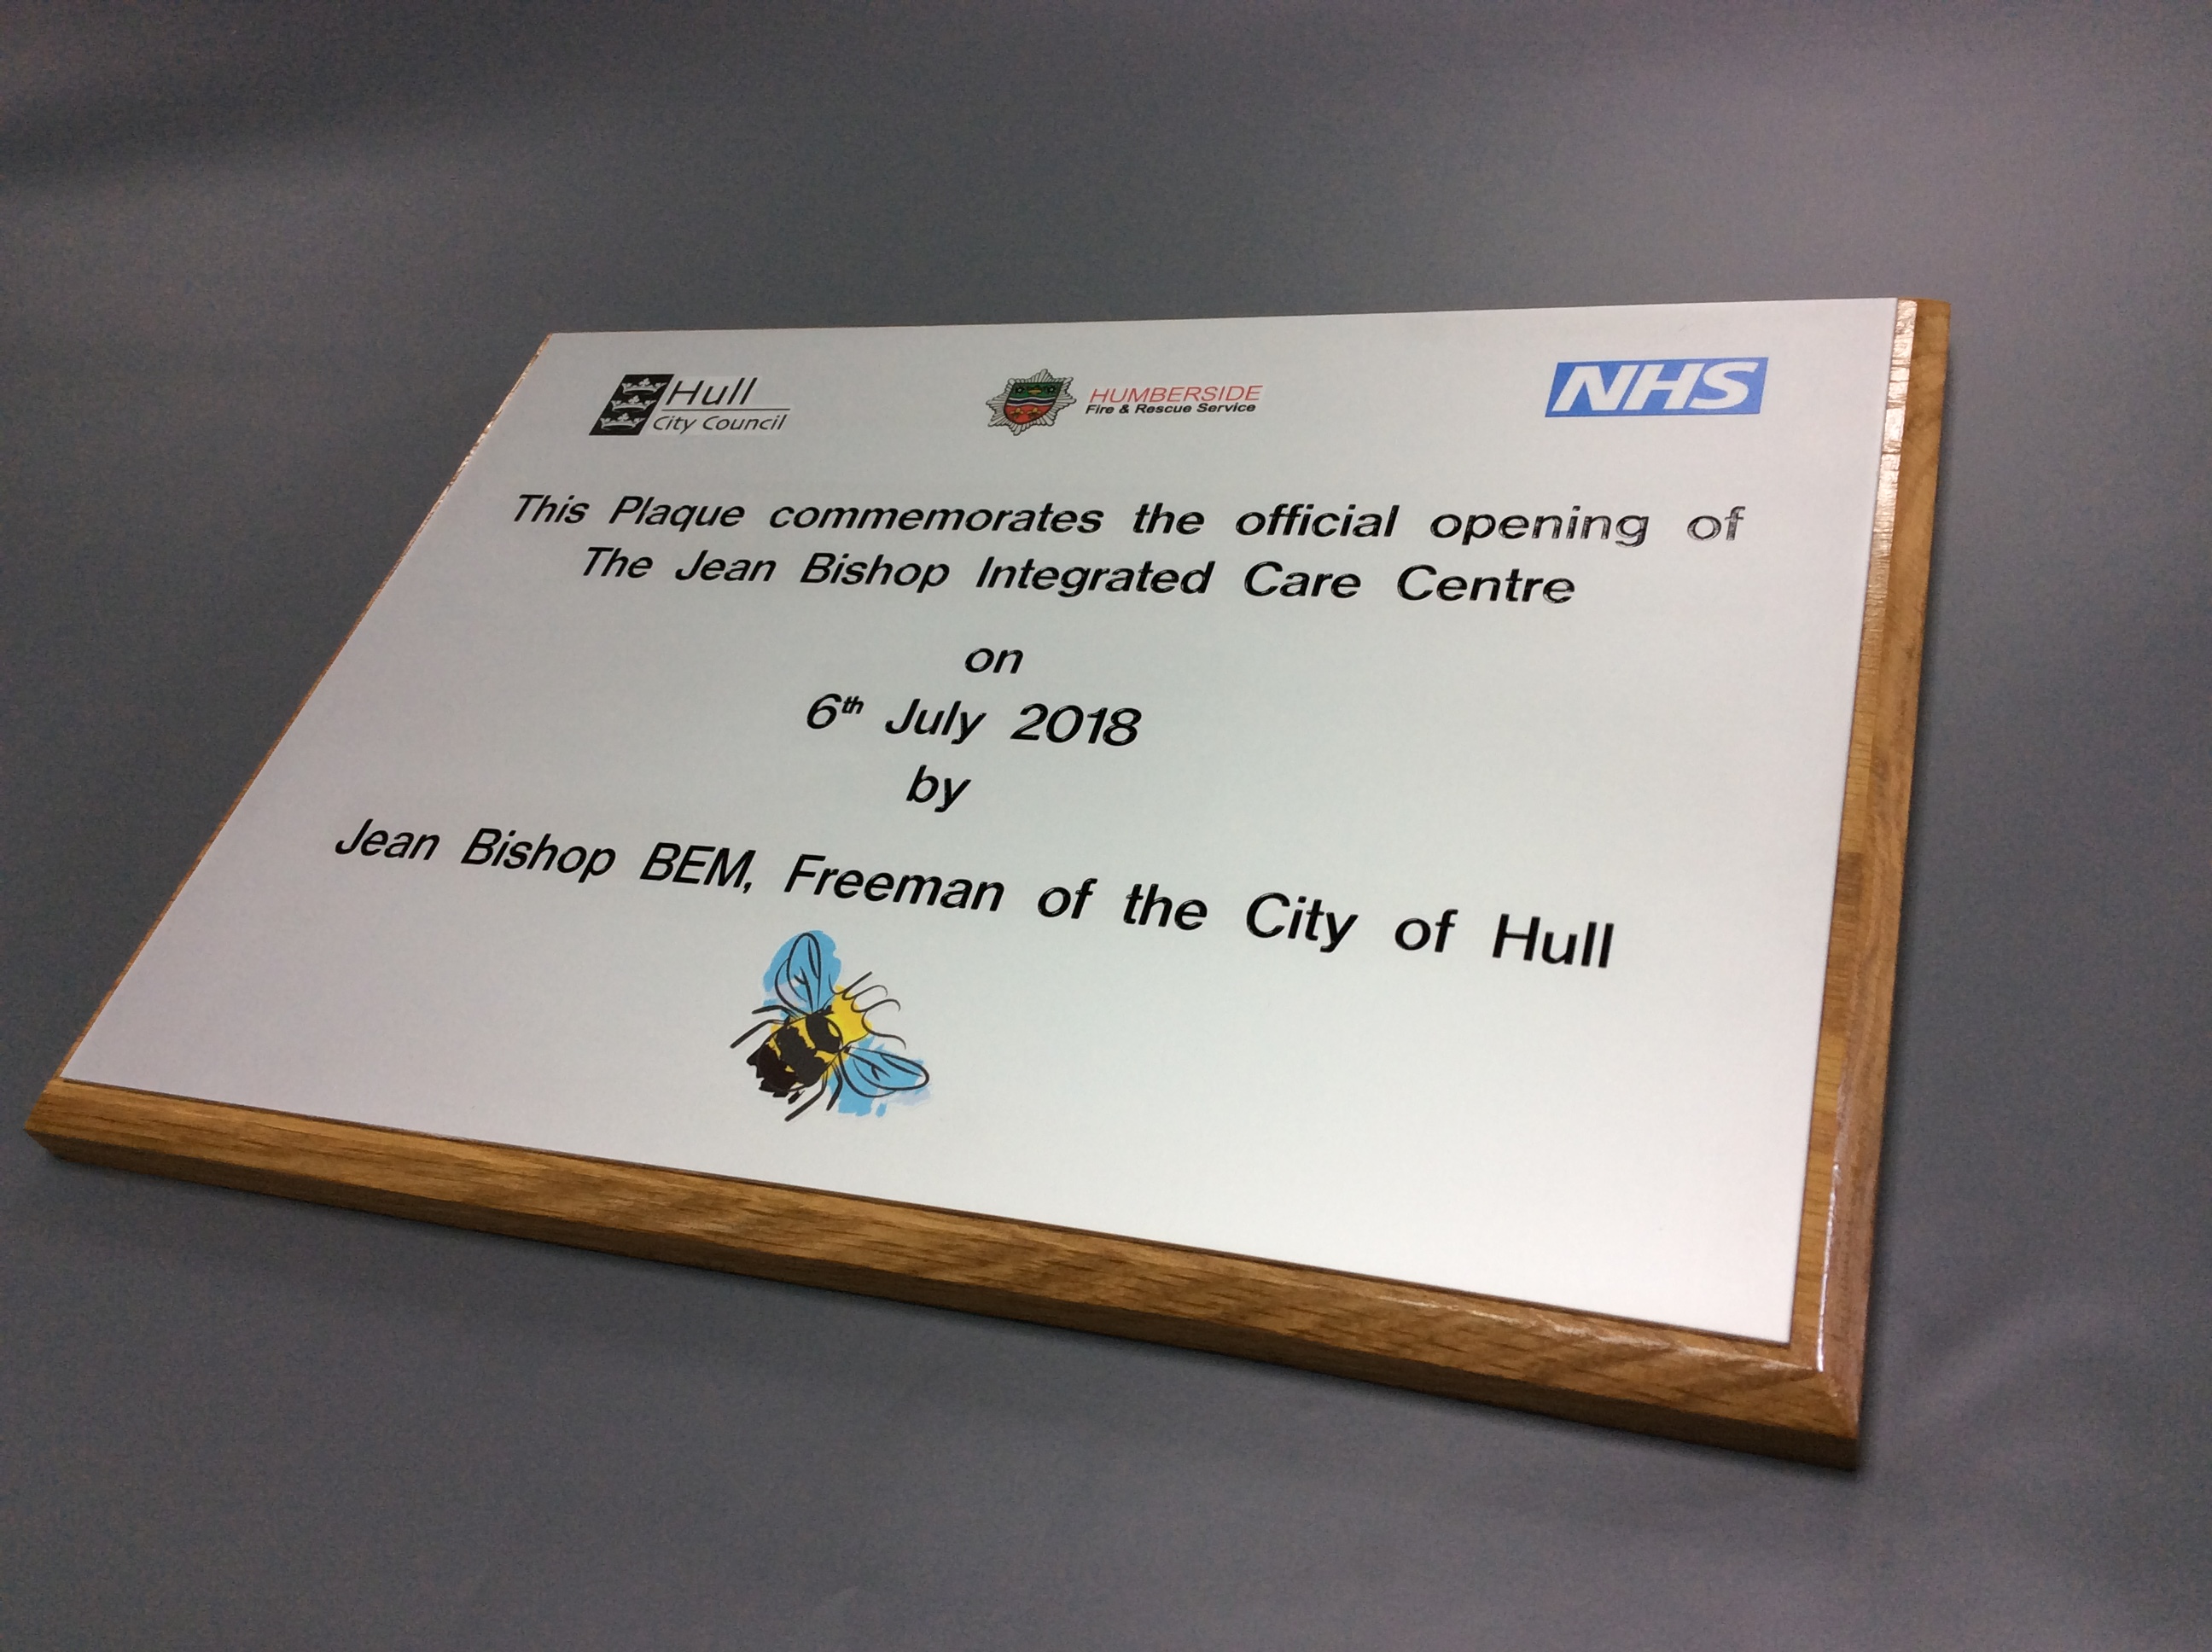 Hull
City Council
HUMBERSIDE
Fire & Rescue Service
NHS
This Plaque commemorates the official opening of
The Jean Bishop Integrated Care Centre
on
6th July 2018
by
Jean Bishop BEM, Freeman of the City of Hull